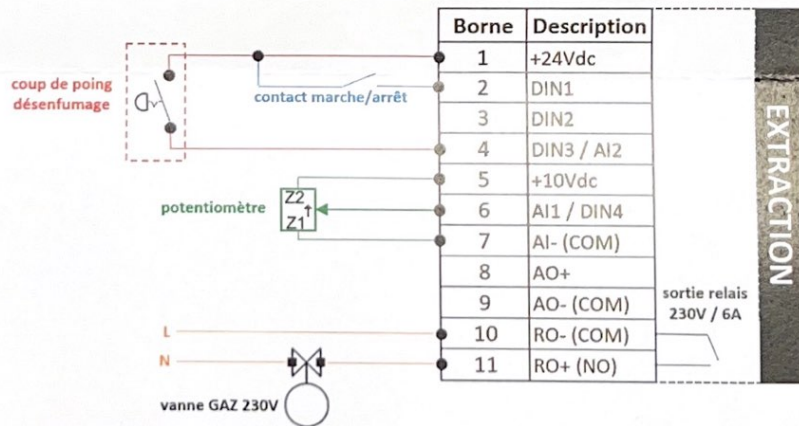 Borne Description
1 +24Vdc
2 DIN1
3 DIN2
4 DIN3 / AI2
5 +10Vdc
6 AI1 / DIN4
7 AI- (COM)
8 AO+
9 AO- (COM)
10 RO- (COM)
11 RO+ (NO)
coup de poing
désenfumage
contact marche/arrêt
potentiomètre
Z2
Z1
L
N
vanne GAZ 230V
sortie relais
230V / 6A
EXTRACTION